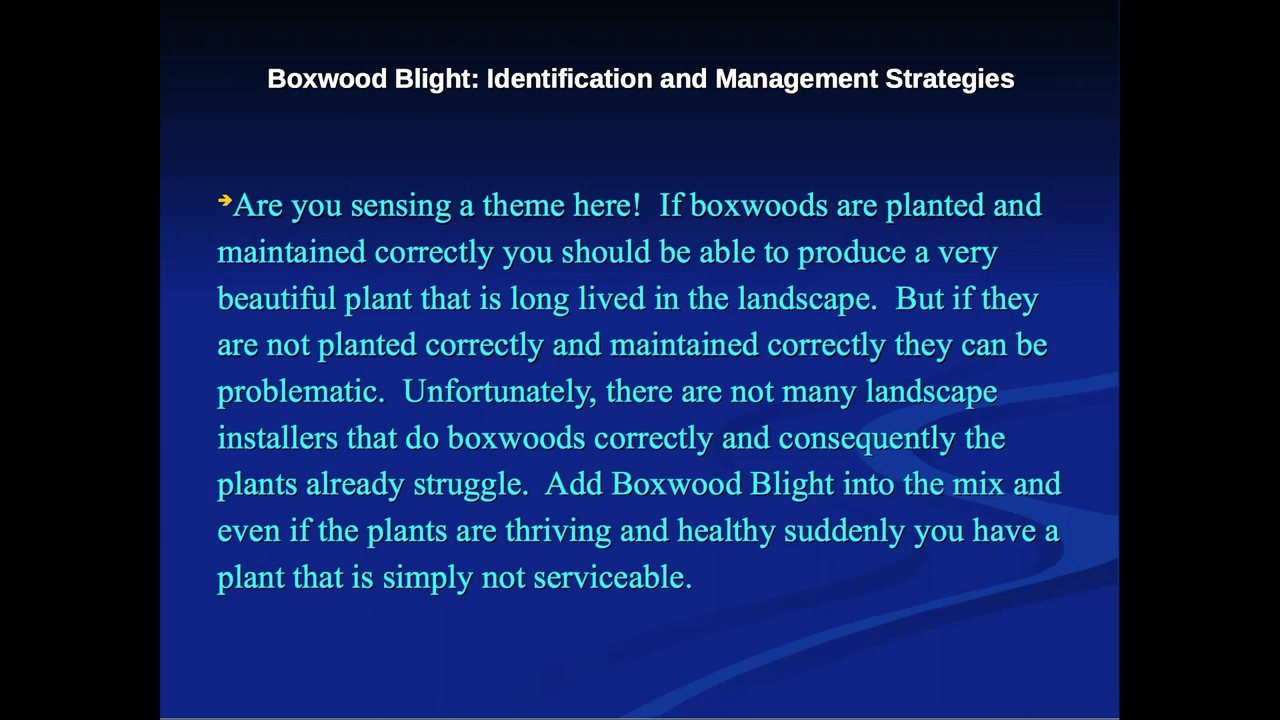 Boxwood Blight: Identification and Management Strategies
➔Are you sensing a theme here!  If boxwoods are planted and
maintained correctly you should be able to produce a very
beautiful plant that is long lived in the landscape.  But if they
are not planted correctly and maintained correctly they can be
problematic.  Unfortunately, there are not many landscape
installers that do boxwoods correctly and consequently the
plants already struggle.  Add Boxwood Blight into the mix and
even if the plants are thriving and healthy suddenly you have a
plant that is simply not serviceable.